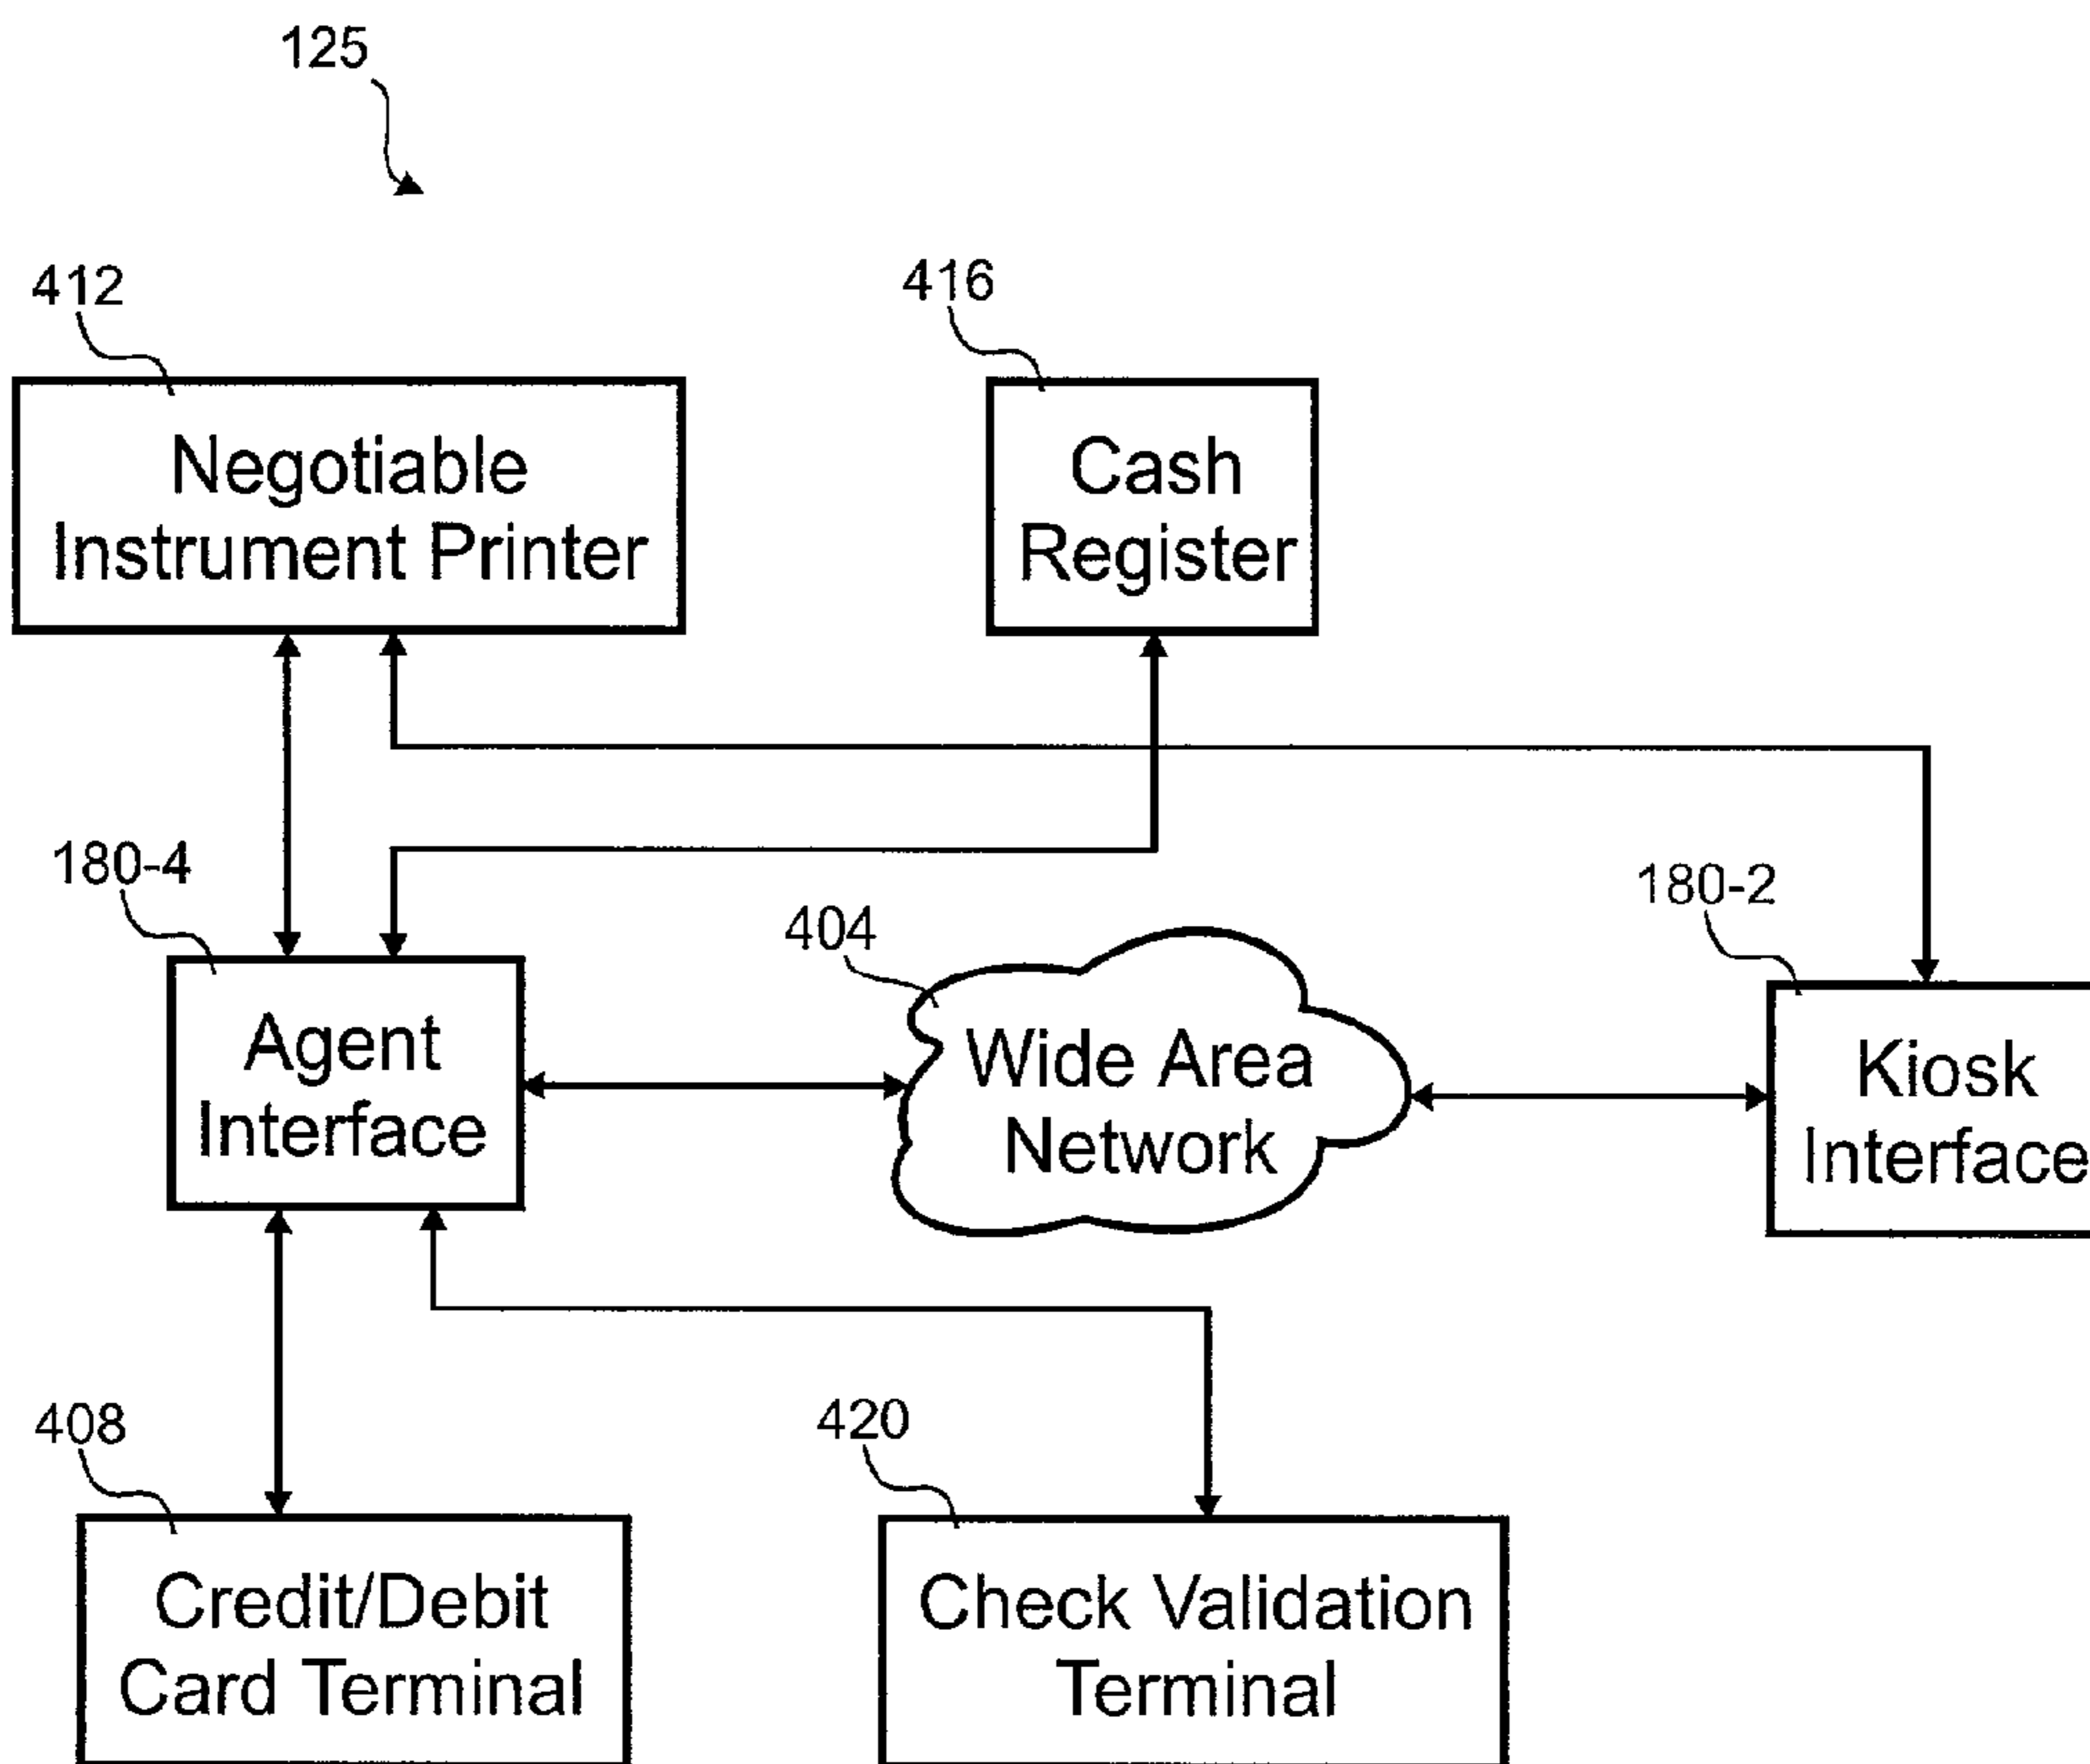 125
412
416
Negotiable
Instrument Printer
Cash
Register
180-4
404
180-2
Agent
Interface
Wide Area
Network
Kiosk
Interface
408
420
Credit/Debit
Card Terminal
Check Validation
Terminal